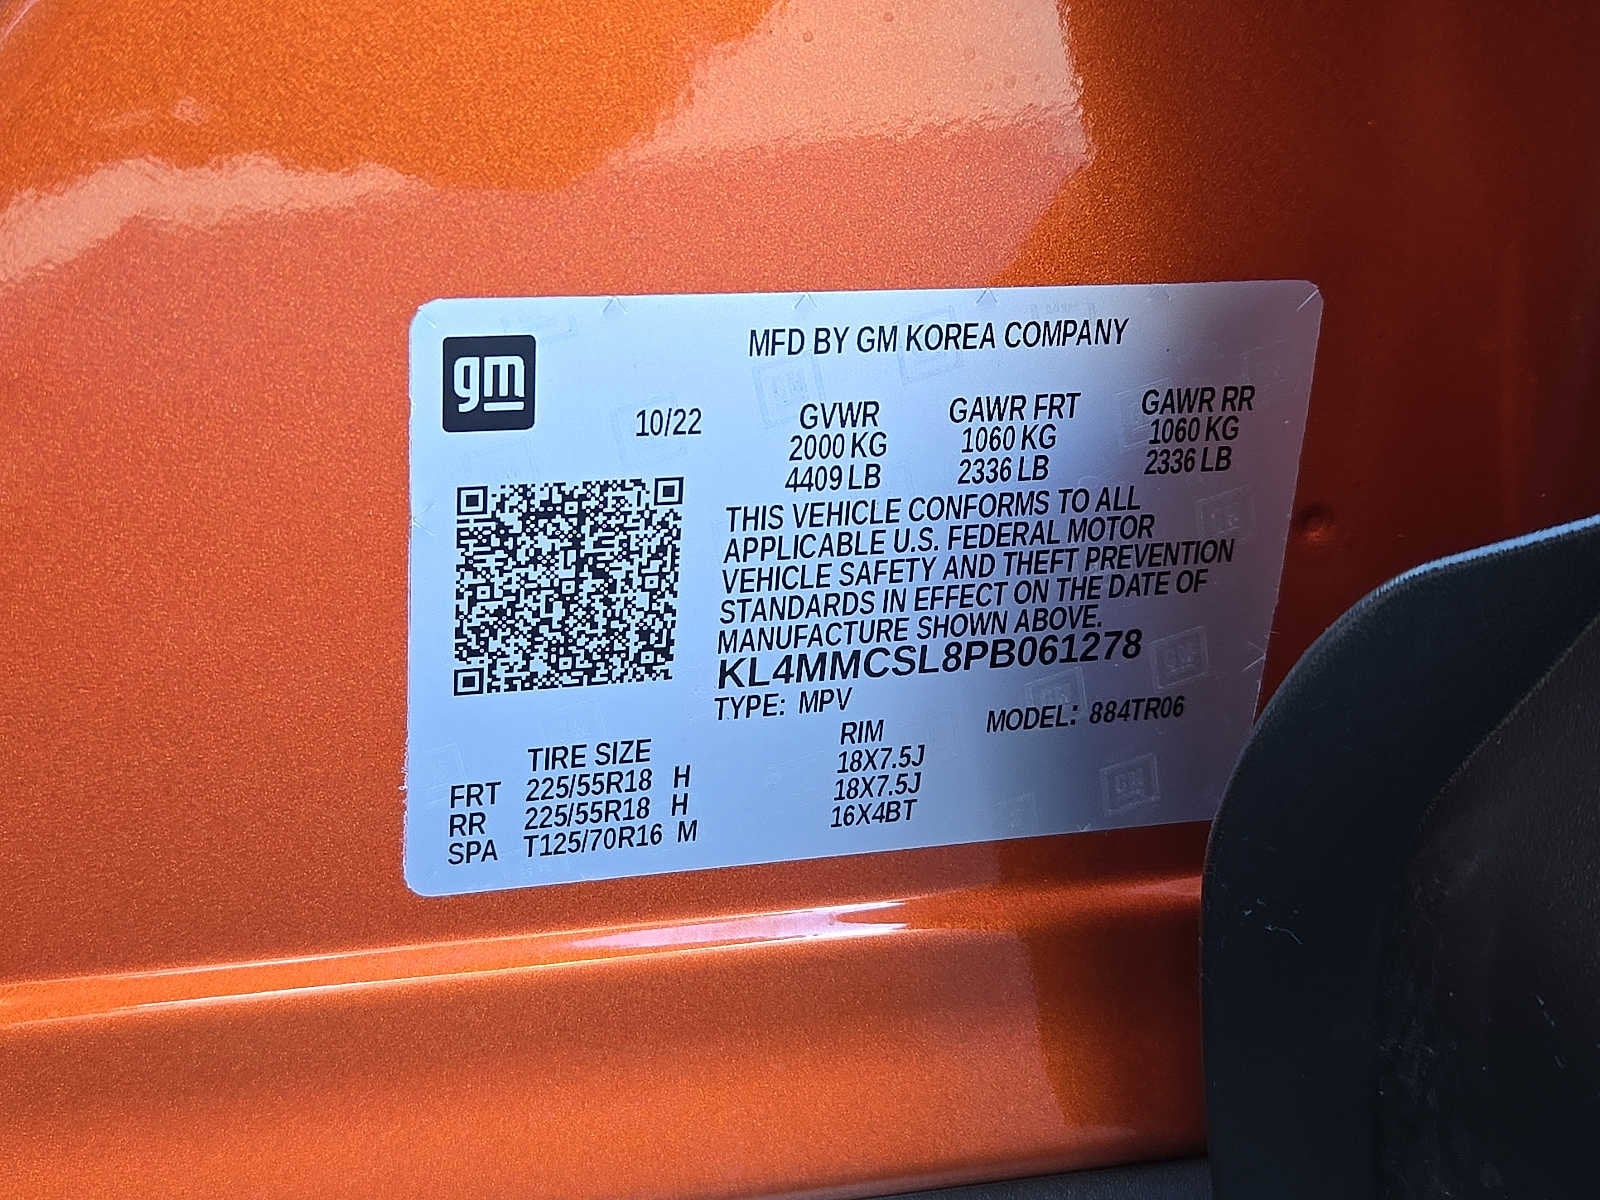 gm
MFD BY GM KOREA COMPANY
10/22 GVWR GAWR FRT GAWR RR
2000 KG 1060 KG 1060 KG
4409 LB 2336 LB 2336 LB
THIS VEHICLE CONFORMS TO ALL
APPLICABLE U.S. FEDERAL MOTOR
VEHICLE SAFETY AND THEFT PREVENTION
STANDARDS IN EFFECT ON THE DATE OF
MANUFACTURE SHOWN ABOVE.
KL4MMCSL8PB061278
TYPE: MPV MODEL: 884TR06
TIRE SIZE RIM
FRT 225/55R18 H 18X7.5J
RR 225/55R18 H 18X7.5J
SPA T125/70R16 M 16X4BT